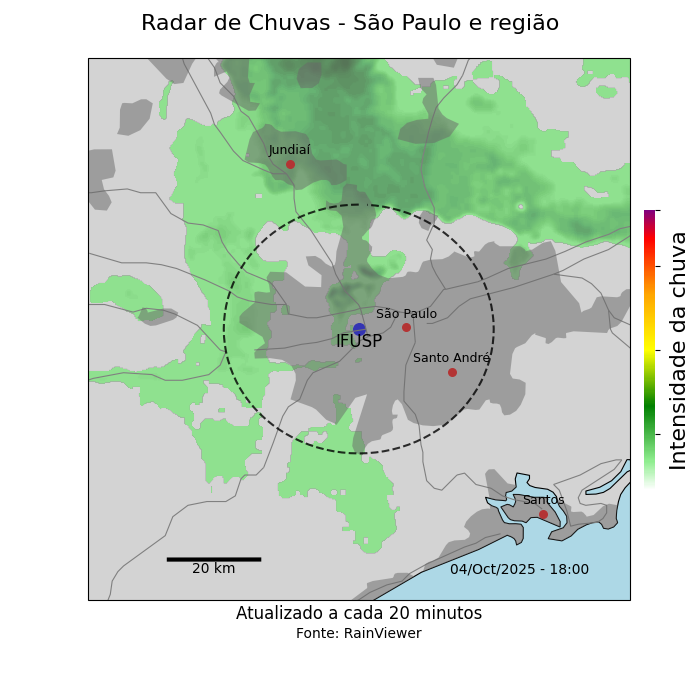 Radar de Chuvas - São Paulo e região
Jundiaí
São Paulo
IFUSP
Santo André
Santos
20 km
04/Oct/2025 - 18:00
Intensidade da chuva
Atualizado a cada 20 minutos
Fonte: RainViewer